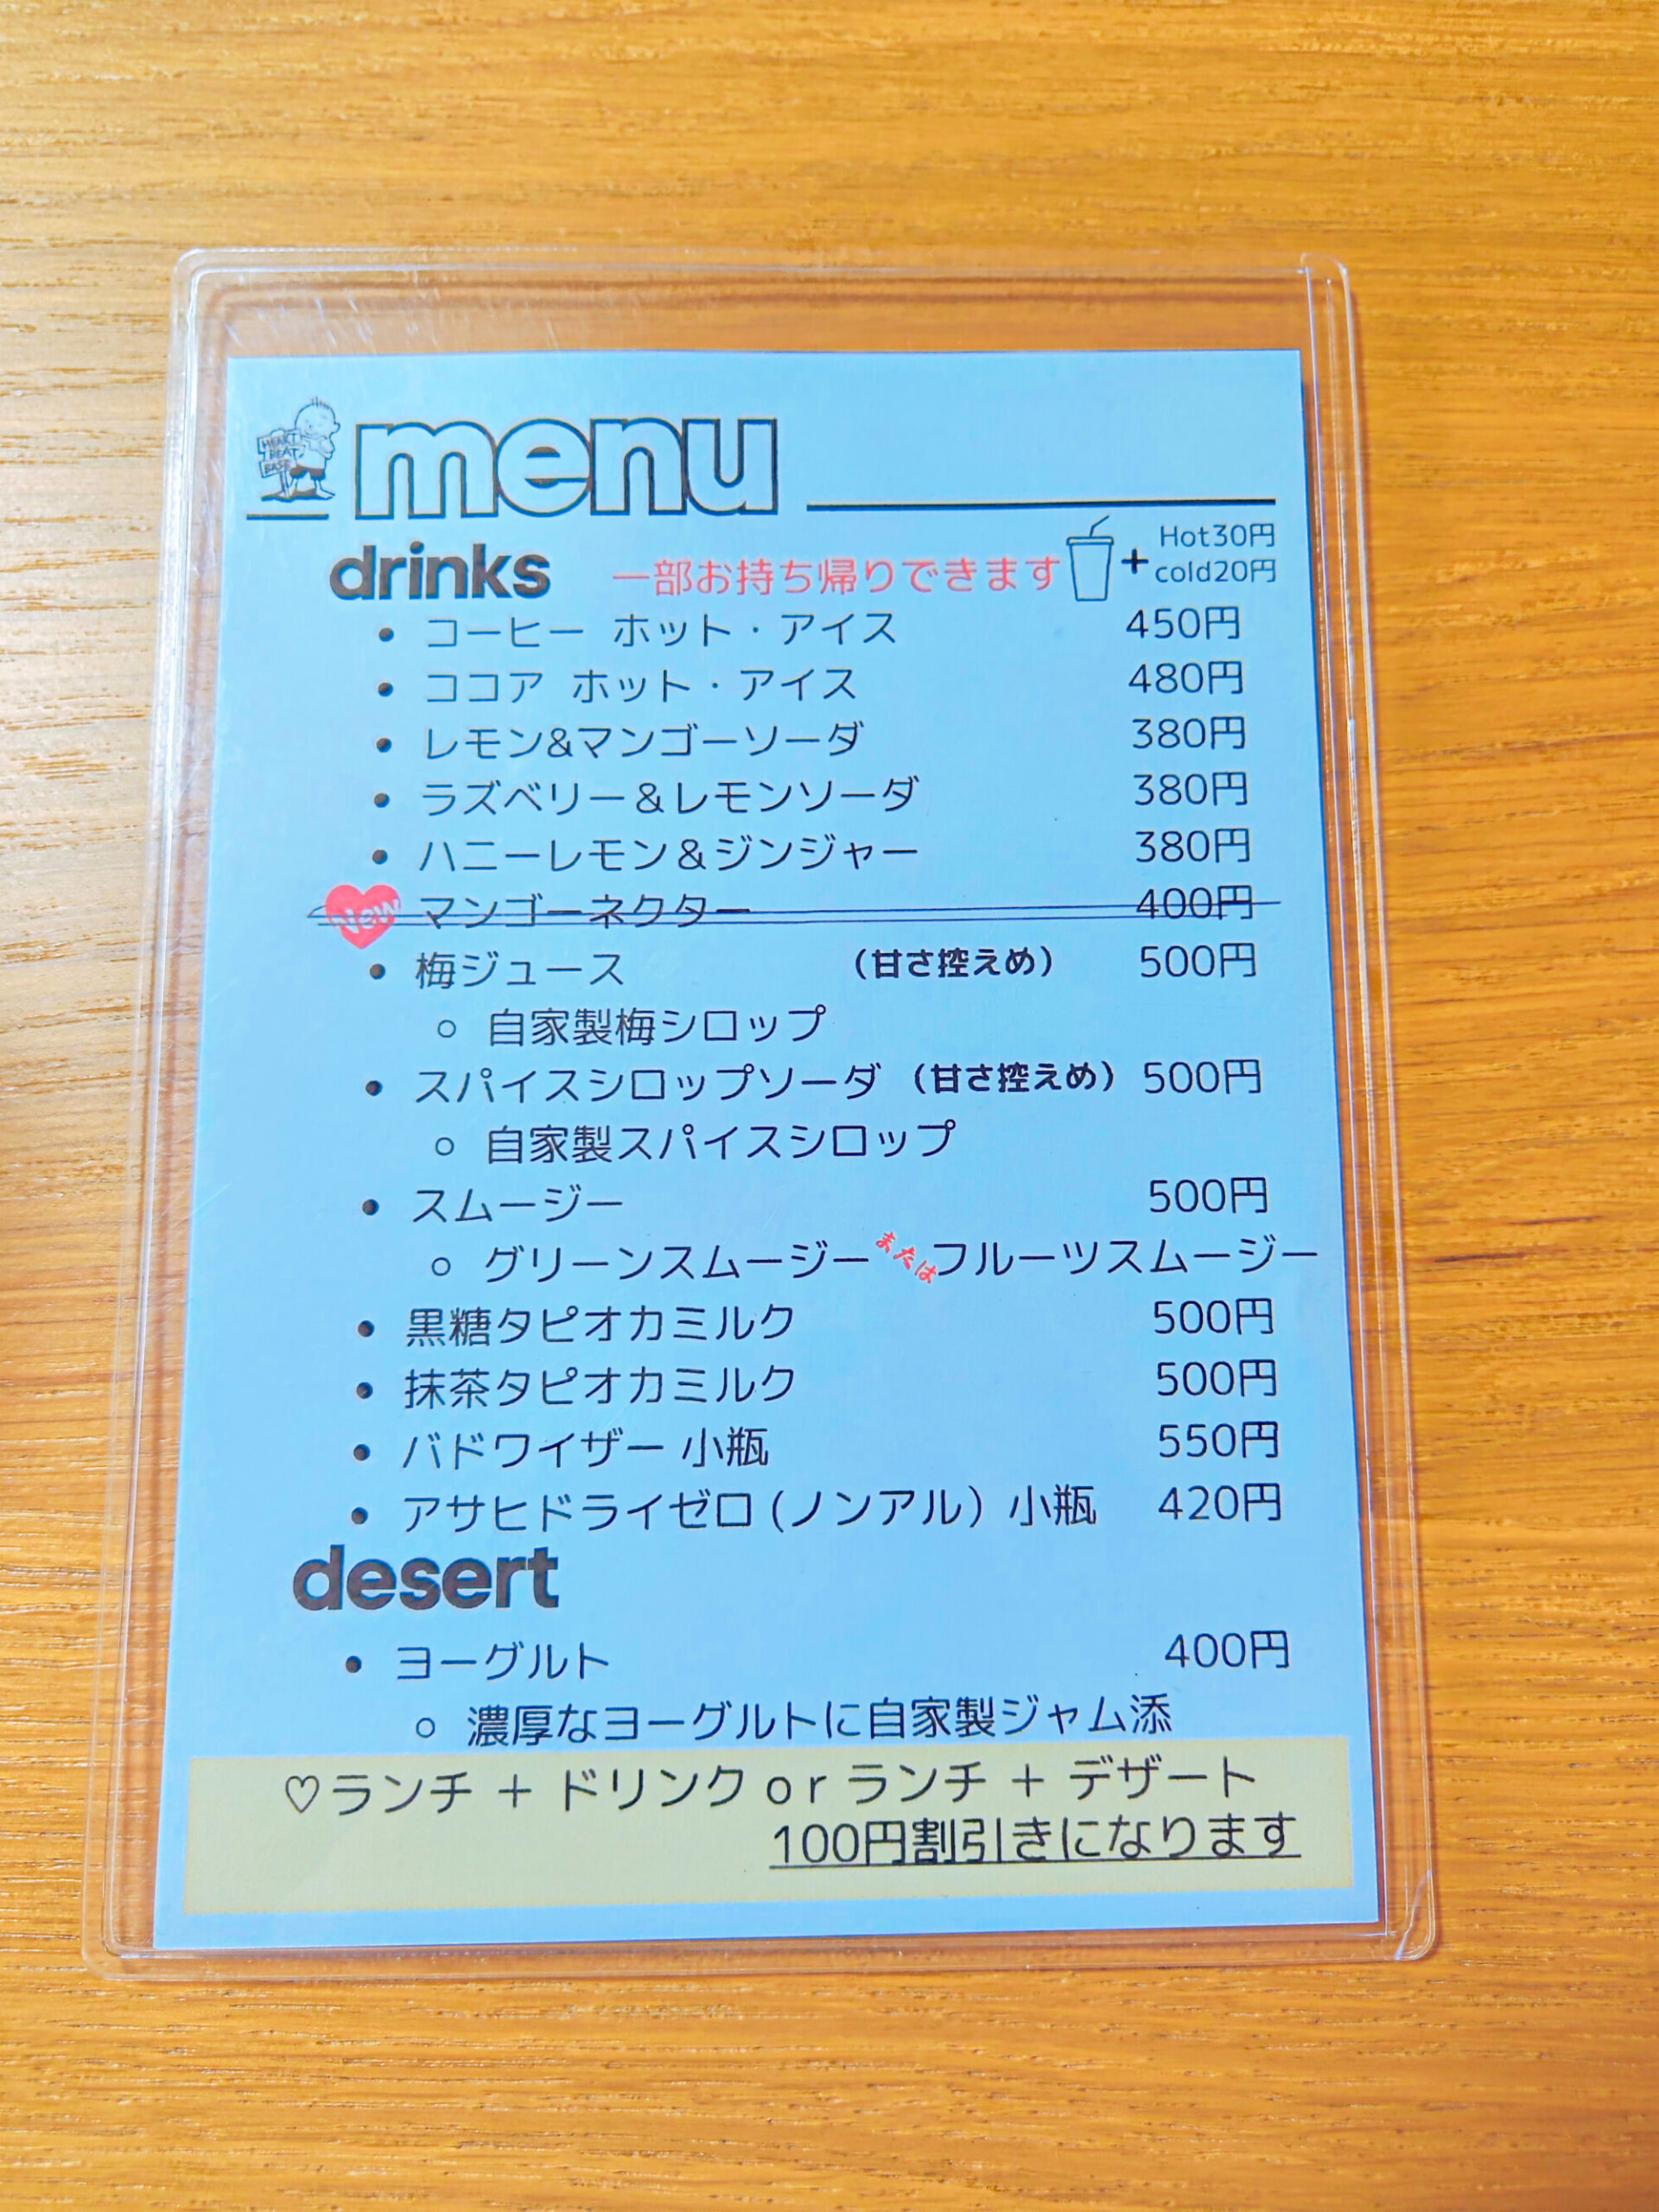 HEART
BEAT
BASE
menu
drinks 一部お持ち帰りできます + Hot30円
cold20円
• コーヒー ホット・アイス 450円
• ココア ホット・アイス 480円
• レモン&マンゴーソーダ 380円
• ラズベリー＆レモンソーダ 380円
• ハニーレモン＆ジンジャー 380円
New マンゴーネクター 400円
• 梅ジュース （甘さ控えめ） 500円
○ 自家製梅シロップ
• スパイスシロップソーダ （甘さ控えめ） 500円
○ 自家製スパイスシロップ
• スムージー 500円
○ グリーンスムージーまたはフルーツスムージー
• 黒糖タピオカミルク 500円
• 抹茶タピオカミルク 500円
• バドワイザー 小瓶 550円
• アサヒドライゼロ (ノンアル）小瓶 420円
desert
• ヨーグルト 400円
○ 濃厚なヨーグルトに自家製ジャム添
♡ランチ ＋ ドリンク or ランチ ＋ デザート
100円割引きになります